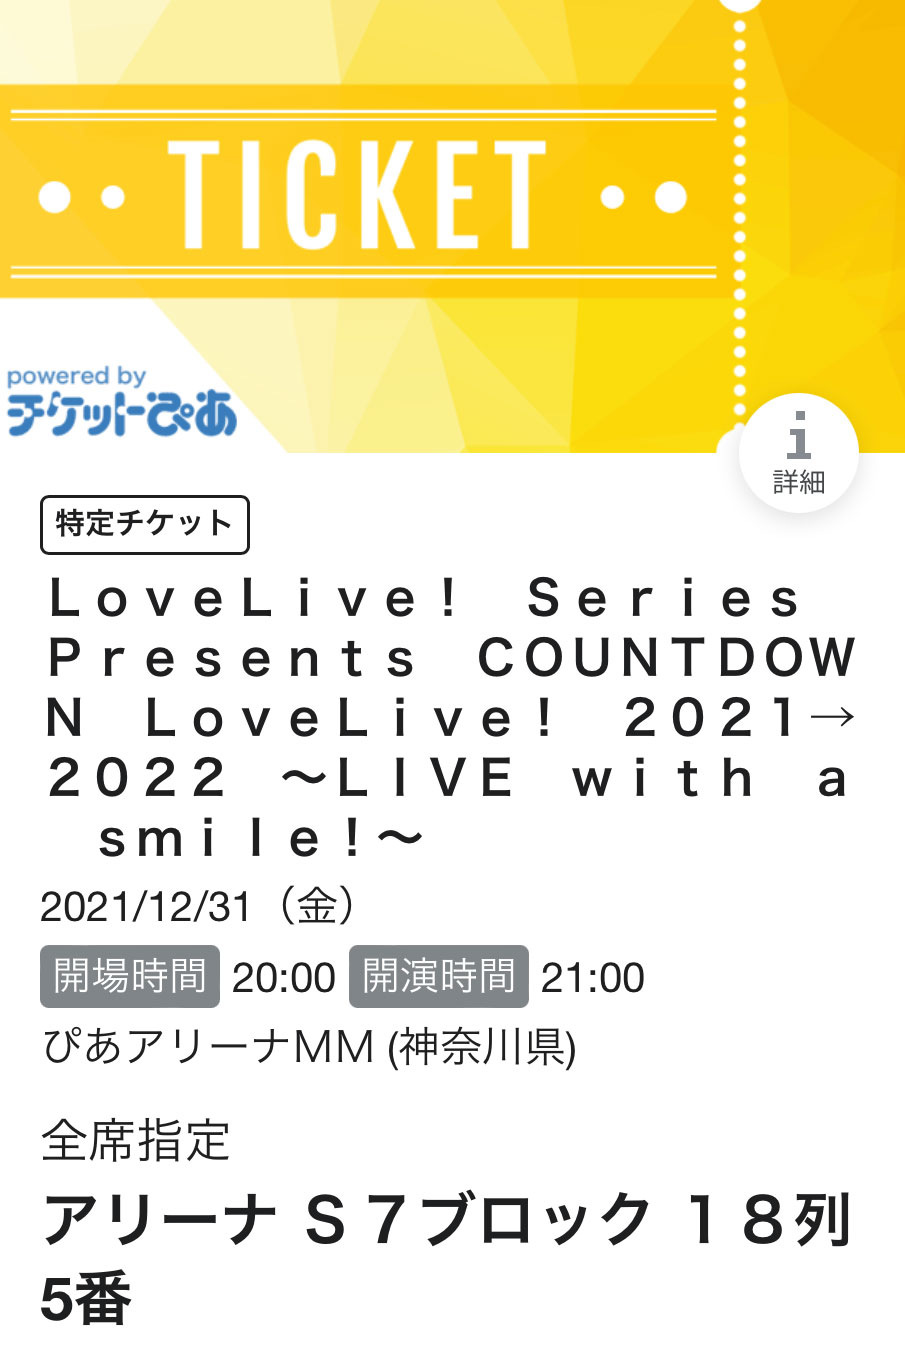 TICKET
powered by
チケットぴあ
i
詳細
特定チケット
ＬｏｖｅＬｉｖｅ！　Ｓｅｒｉｅｓ
Ｐｒｅｓｅｎｔｓ　ＣＯＵＮＴＤＯＷ
Ｎ　ＬｏｖｅＬｉｖｅ！　２０２１→
２０２２　～ＬＩＶＥ　ｗｉｔｈ　ａ
　ｓｍｉｌｅ！～
2021/12/31（金）
開場時間 20:00 開演時間 21:00
ぴあアリーナＭＭ (神奈川県)
全席指定
アリーナ Ｓ７ブロック １８列
5番